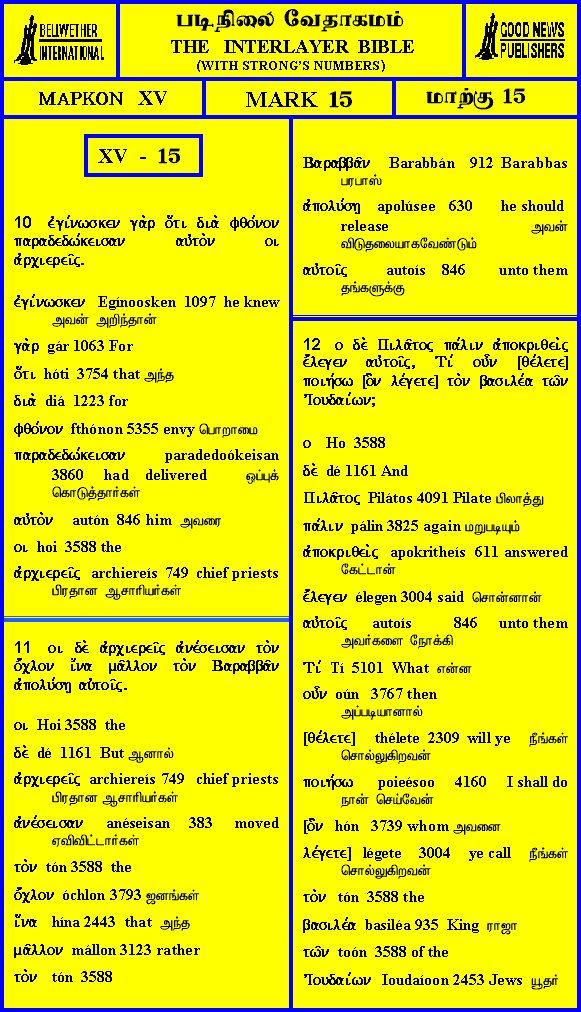 BELLWETHER
INTERNATIONAL
படிநிலை வேதாகமம்
THE INTERLAYER BIBLE
(WITH STRONG'S NUMBERS)
GOOD NEWS
PUBLISHERS
ΜΑΡΚΟΝ XV
MARK 15
மாற்கு 15
XV - 15
10 ἐγίνωσκεν γὰρ ὅτι διὰ φθόνον
παραδεδώκεισαν αὐτὸν οι
ἀρχιερεῖς.
ἐγίνωσκεν Egínoosken 1097 he knew
அவன் அறிந்தான்
γὰρ gár 1063 For
ὅτι hóti 3754 that அந்த
διὰ diá 1223 for
φθόνον fthónon 5355 envy பொறாமை
παραδεδώκεισαν paradedoókeisan
3860 had delivered ஒப்புக்
கொடுத்தார்கள்
αὐτὸν autón 846 him அவரை
οι hoi 3588 the
ἀρχιερεῖς archiereís 749 chief priests
பிரதான ஆசாரியர்கள்
11 οι δὲ ἀρχιερεῖς ἀνέσεισαν τὸν
ὄχλον ἵνα μᾶλλον τὸν Βαραββᾶν
ἀπολύσῃ αὐτοῖς.
οι Hoi 3588 the
δὲ dé 1161 But ஆனால்
ἀρχιερεῖς archiereís 749 chief priests
பிரதான ஆசாரியர்கள்
ἀνέσεισαν anéseisan 383 moved
ஏவிவிட்டார்கள்
τὸν tón 3588 the
ὄχλον óchlon 3793 ஜனங்கள்
ἵνα hína 2443 that அந்த
μᾶλλον mállon 3123 rather
τὸν tón 3588
Βαραββᾶν Barabbán 912 Barabbas
பரபாஸ்
ἀπολύσῃ apolúsee 630 he should
release அவன்
விடுதலையாகவேண்டும்
αὐτοῖς autoís 846 unto them
தங்களுக்கு
12 ο δὲ Πιλᾶτος πάλιν ἀποκριθεὶς
ἔλεγεν αὐτοῖς, Τί οὖν [θέλετε]
ποιήσω [ὃν λέγετε] τὸν βασιλέα τῶν
Ἰουδαίων;
ο Ho 3588
δὲ dé 1161 And
Πιλᾶτος Pilátos 4091 Pilate பிலாத்து
πάλιν pálin 3825 again மறுபடியும்
ἀποκριθεὶς apokritheís 611 answered
கேட்டான்
ἔλεγεν élegen 3004 said சொன்னான்
αὐτοῖς autoís 846 unto them
அவர்களை நோக்கி
Τί Tí 5101 What என்ன
οὖν oún 3767 then
அப்படியானால்
[θέλετε] thélete 2309 will ye நீங்கள்
சொல்லுகிறவன்
ποιήσω poieésoo 4160 I shall do
நான் செய்வேன்
[ὃν hón 3739 whom அவனை
λέγετε] légete 3004 ye call நீங்கள்
சொல்லுகிறவன்
τὸν tón 3588 the
βασιλέα basiléa 935 King ராஜா
τῶν toón 3588 of the
Ἰουδαίων Ioudaíoon 2453 Jews யூதர்